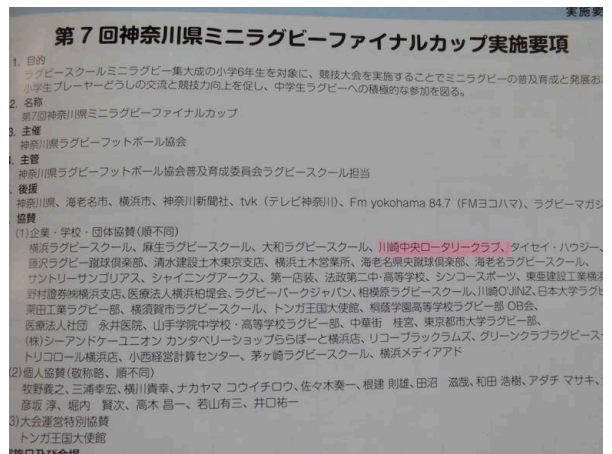 実施要
第7回神奈川県ミニラグビーファイナルカップ実施要項
1. 目的
ラグビースクールミニラグビー集大成の小学6年生を対象に、競技大会を実施することでミニラグビーの普及育成と発展お
小学生プレーヤーどうしの交流と競技力向上を促し、中学生ラグビーへの積極的な参加を図る。
2. 名称
第7回神奈川県ミニラグビーファイナルカップ
3. 主催
神奈川県ラグビーフットボール協会
4. 主管
神奈川県ラグビーフットボール協会普及育成委員会ラグビースクール担当
後援
神奈川県、海老名市、横浜市、神奈川新聞社、tvk（テレビ神奈川）、Fm yokohama 84.7（FMヨコハマ）、ラグビーマガジ
協賛
(1)企業・学校・団体協賛(順不同)
横浜ラグビースクール、麻生ラグビースクール、大和ラグビースクール、川崎中央ロータリークラブ、タイセイ・ハウジー、
藤沢ラグビー蹴球倶楽部、清水建設土木東京支店、横浜土木営業所、海老名県央蹴球倶楽部、海老名ラグビースクール、
サントリーサンゴリアス、シャイニングアークス、第一店装、法政第二中・高等学校、シンコースポーツ、東亜建設工業横浜
野村證券㈱横浜支店、医療法人横浜柏堤会、ラグビーパークジャパン、相模原ラグビースクール、川崎O'JINZ、日本大学ラグビ
栗田工業ラグビー部、横須賀市ラグビースクール、トンガ王国大使館、桐蔭学園高等学校ラグビー部 OB会、
医療法人社団 永井医院、山手学院中学校・高等学校ラグビー部、中華街 桂宮、東京都市大学ラグビー部、
(株)シーアンドケーユニオン カンタベリーショップららぽーと横浜店、リコーブラックラムズ、グリーンクラブラグビース
トリコロール横浜店、小西経営計算センター、茅ヶ崎ラグビースクール、横浜メディアアド
(2)個人協賛(敬称略、順不同)
牧野義之、三浦幸宏、横川貴幸、ナカヤマ コウイチロウ、佐々木奏一、根建 則雄、田沼 滋哉、和田 浩樹、アダチ マサキ、
彦坂 淳、堀内 賢次、高木 昌一、若山有三、井口祐一
3)大会運営特別協賛
トンガ王国大使館
実施日及び会場